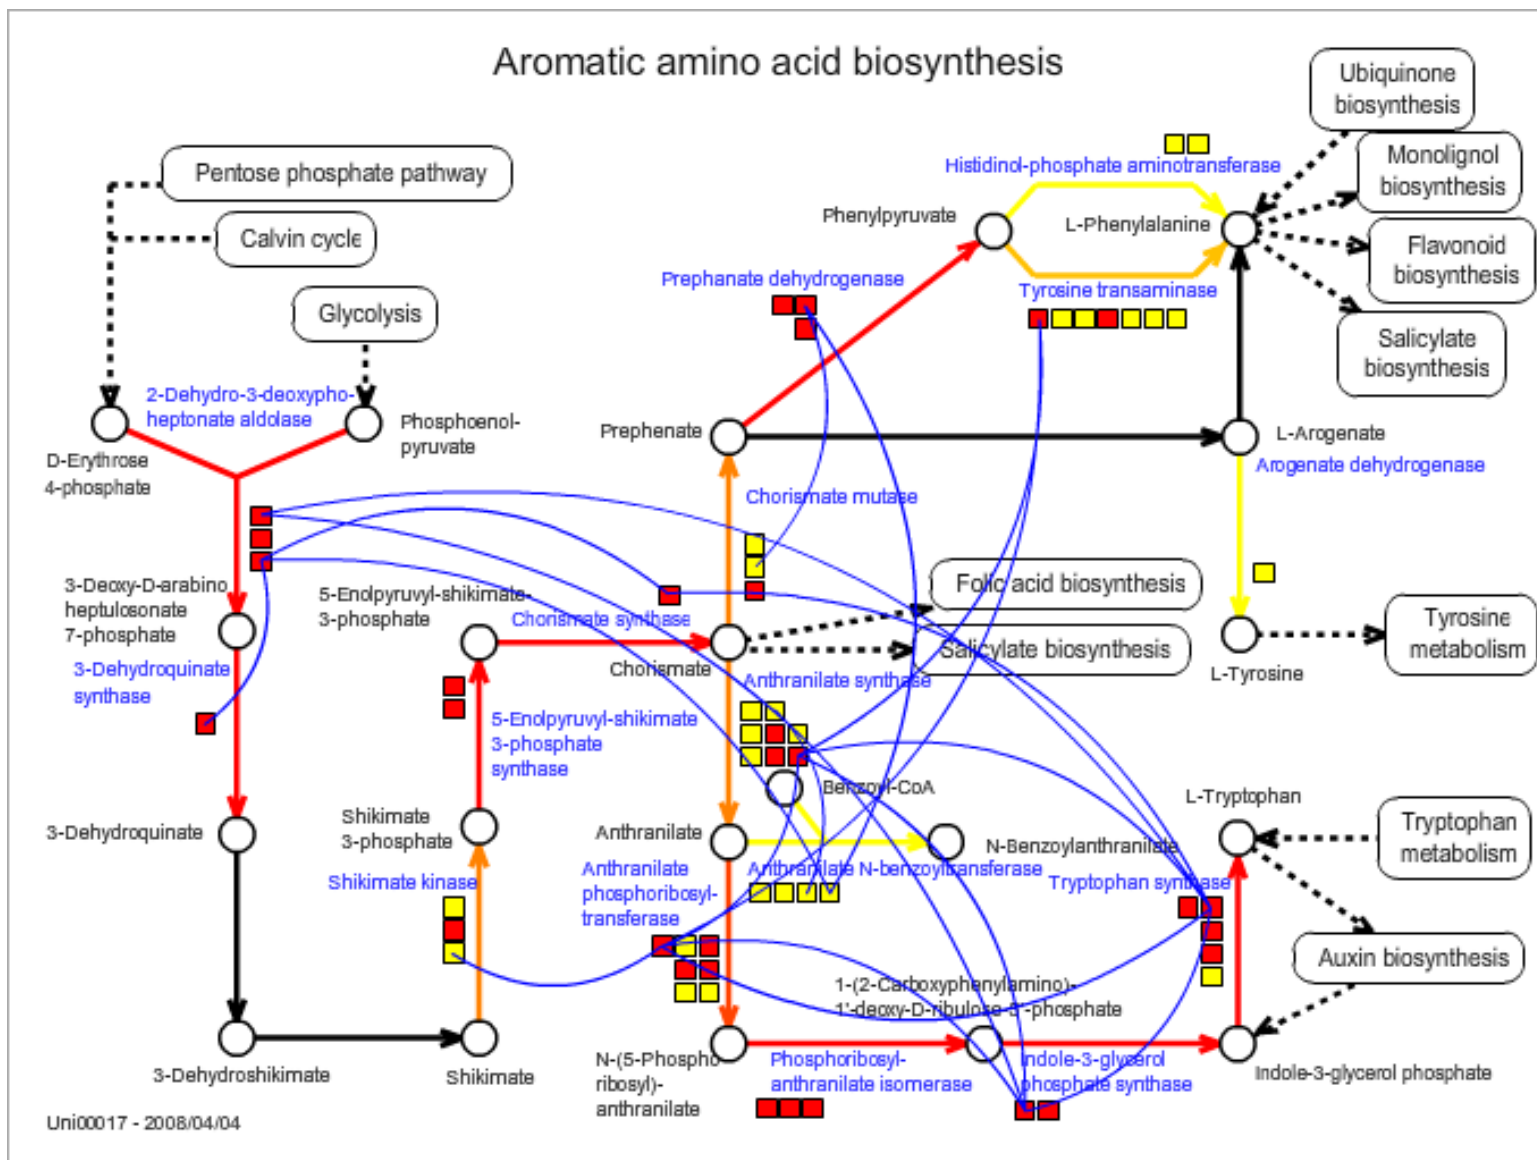 Aromatic amino acid biosynthesis
Ubiquinone
biosynthesis
Monolignol
biosynthesis
Flavonoid
biosynthesis
Salicylate
biosynthesis
Pentose phosphate pathway
Calvin cycle
Glycolysis
Histidinol-phosphate aminotransferase
Phenylpyruvate
L-Phenylalanine
Prephanate dehydrogenase
Tyrosine transaminase
2-Dehydro-3-deoxypho-
heptonate aldolase
Phosphoenol-
pyruvate
D-Erythrose
4-phosphate
Prephenate
L-Arogenate
Arogenate dehydrogenase
Chorismate mutase
3-Deoxy-D-arabino
heptulosonate
7-phosphate
5-Enolpyruvyl-shikimate-
3-phosphate
Chorismate synthase
Folic acid biosynthesis
Salicylate biosynthesis
Tyrosine
metabolism
L-Tyrosine
3-Dehydroquinate
synthase
Chorismate
Anthranilate synthase
5-Enolpyruvyl-shikimate
3-phosphate
synthase
Benzoyl-CoA
L-Tryptophan
3-Dehydroquinate
Shikimate
3-phosphate
Anthranilate
N-Benzoylanthranilate
Tryptophan
metabolism
Shikimate kinase
Anthranilate
phosphoribosyl-
transferase
Anthranilate N-benzoyltransferase
Tryptophan synthase
Auxin biosynthesis
1-(2-Carboxyphenylamino)-
1'-deoxy-D-ribulose-5'-phosphate
3-Dehydroshikimate
Shikimate
N-(5-Phospho
ribosyl)-
anthranilate
Phosphoribosyl-
anthranilate isomerase
Indole-3-glycerol
phosphate synthase
Indole-3-glycerol phosphate
Uni00017 - 2008/04/04